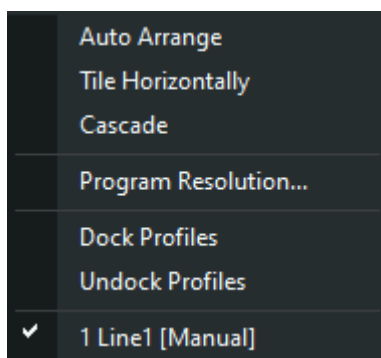 Auto Arrange
Tile Horizontally
Cascade
Program Resolution...
Dock Profiles
Undock Profiles
1 Line1 [Manual]